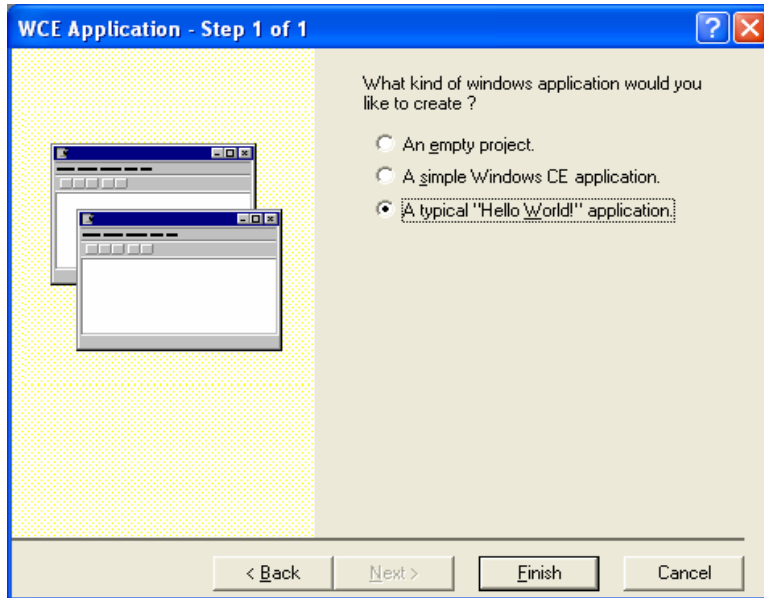 WCE Application - Step 1 of 1
What kind of windows application would you
like to create ?
An empty project.
A simple Windows CE application.
A typical "Hello World!" application.
< Back
Next >
Finish
Cancel